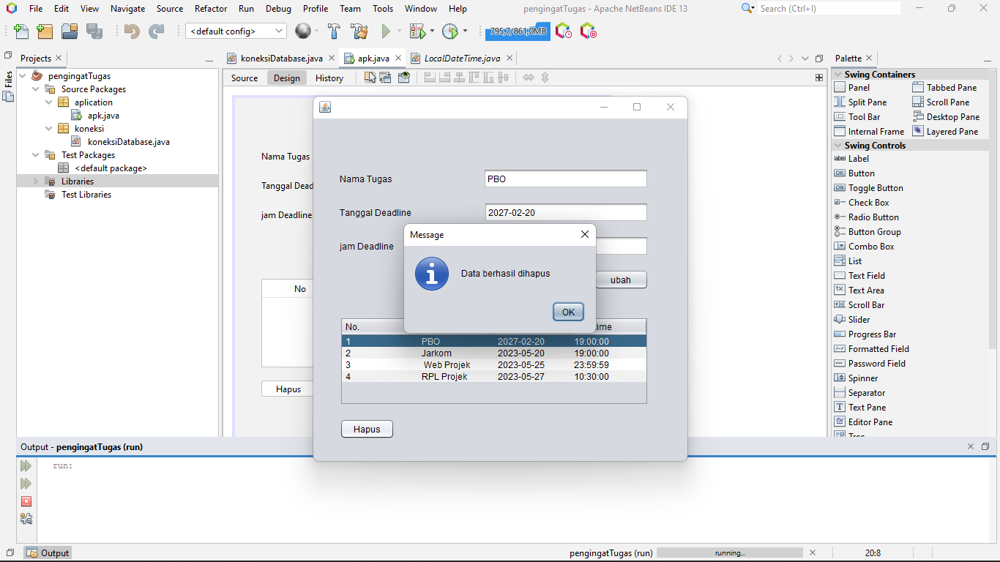 File Edit View Navigate Source Refactor Run Debug Profile Team Tools Window Help
pengingatTugas - Apache NetBeans IDE 13
Search (Ctrl+I)
<default config>
795,7/861,0MB
Projects
koneksiDatabase.java
apk.java
LocalDateTime.java
Palette
Files
Source Design History
pengingatTugas
Source Packages
aplication
apk.java
koneksi
koneksiDatabase.java
Test Packages
<default package>
Libraries
Test Libraries
Nama Tugas
Tanggal Dead
jam Deadline
No
Hapus
Nama Tugas
PBO
Tanggal Deadline
2027-02-20
jam Deadline
ubah
Message
Data berhasil dihapus
OK
No. time
1 PBO 2027-02-20 19:00:00
2 Jarkom 2023-05-20 19:00:00
3 Web Projek 2023-05-25 23:59:59
4 RPL Projek 2023-05-27 10:30:00
Hapus
Swing Containers
Panel Tabbed Pane
Split Pane Scroll Pane
Tool Bar Desktop Pane
Internal Frame Layered Pane
Swing Controls
Label
Button
Toggle Button
Check Box
Radio Button
Button Group
Combo Box
List
Text Field
Text Area
Scroll Bar
Slider
Progress Bar
Formatted Field
Password Field
Spinner
Separator
Text Pane
Editor Pane
Tree
Output - pengingatTugas (run)
run:
Output
pengingatTugas (run)
running...
20:8